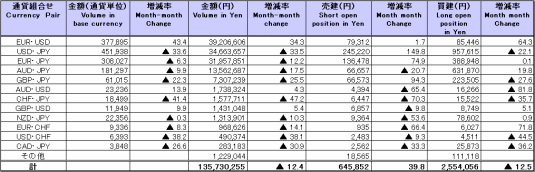 通貨組合せ 金額(通貨単位) 増減率 金額(円) 増減率 売建(円) 増減率 買建(円) 増減率
Currency Pair Volume in base currency Month-month Change Volume in Yen Month-month Change Short open position in Yen Month month Change Long open position in Yen Month-month Change
EUR・USD 377,895 43.4 39,206,606 34.3 79,312 1.7 85,446 64.3
USD・JPY 451,938 ▲ 33.6 34,663,657 ▲ 33.5 245,220 149.8 957,615 ▲ 22.1
EUR・JPY 308,027 ▲ 6.3 31,957,851 ▲ 12.2 136,478 74.9 388,948 0.1
AUD・JPY 181,297 ▲ 9.9 13,562,687 ▲ 17.5 66,657 ▲ 20.7 631,870 19.8
GBP・JPY 61,015 ▲ 22.3 7,307,239 ▲ 25.5 66,573 94.3 223,505 ▲ 27.6
AUD・USD 23,236 13.9 1,738,324 4.3 4,394 ▲ 65.4 16,266 ▲ 81.8
CHF・JPY 18,499 ▲ 41.4 1,577,711 ▲ 47.2 6,447 ▲ 70.3 15,522 ▲ 35.7
GBP・USD 11,949 9.9 1,431,048 5.4 6,857 ▲ 9.8 8,749 5.1
NZD・JPY 22,356 ▲ 0.3 1,313,901 ▲ 10.3 9,364 ▲ 53.6 78,602 ▲ 0.9
EUR・CHF 9,336 ▲ 8.3 968,626 ▲ 14.1 935 ▲ 66.4 6,027 71.8
USD・CHF 6,393 ▲ 38.2 490,374 ▲ 38.1 2,483 ▲ 9.3 4,511 ▲ 44.5
CAD・JPY 3,848 ▲ 26.6 283,183 ▲ 30.9 2,562 ▲ 33.3 25,873 ▲ 36.2
その他 1,229,044 18,565 111,118
計 135,730,255 ▲ 12.4 645,852 39.8 2,554,056 ▲ 12.5